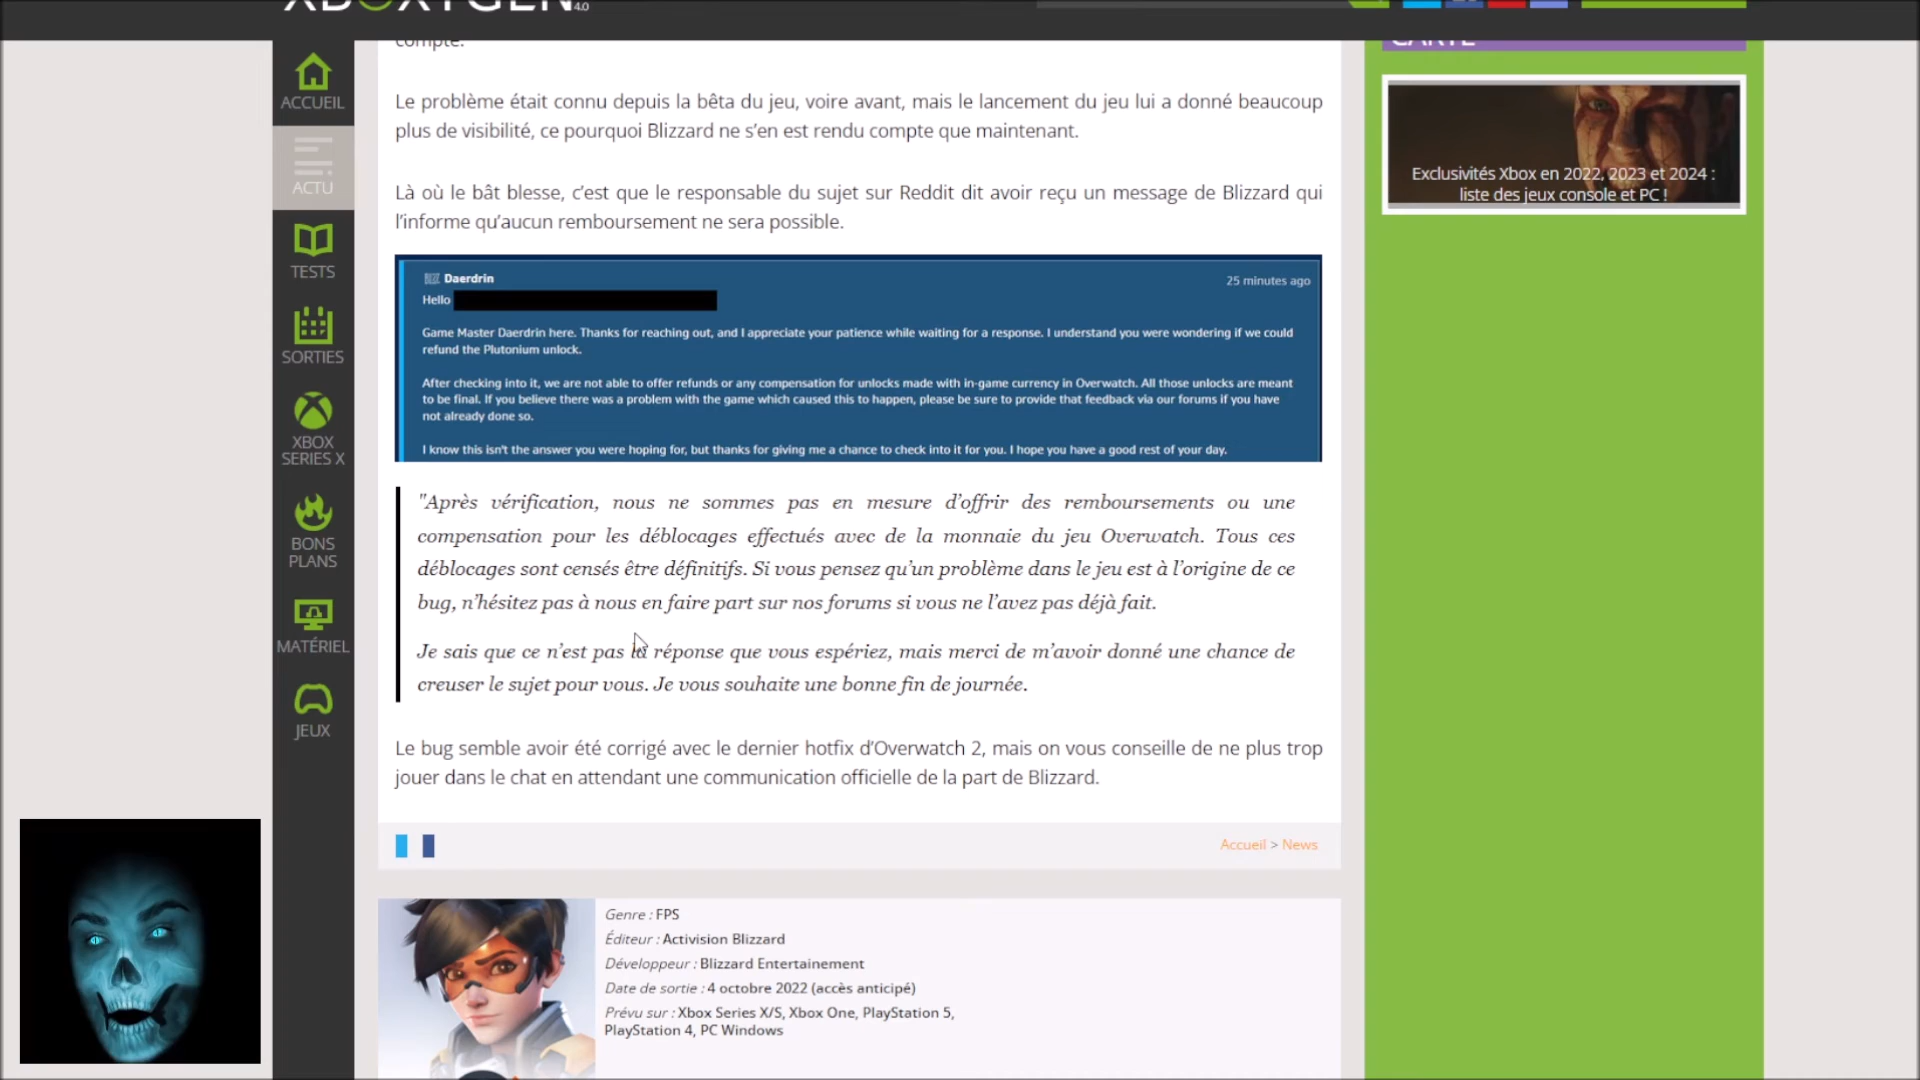 XBOXYGEN 4.0
ACCUEIL
ACTU
TESTS
SORTIES
XBOX
SERIES X
BONS
PLANS
MATÉRIEL
JEUX
compte.
Le problème était connu depuis la bêta du jeu, voire avant, mais le lancement du jeu lui a donné beaucoup
plus de visibilité, ce pourquoi Blizzard ne s’en est rendu compte que maintenant.
Là où le bât blesse, c’est que le responsable du sujet sur Reddit dit avoir reçu un message de Blizzard qui
l’informe qu’aucun remboursement ne sera possible.
Daerdrin
25 minutes ago
Hello
Game Master Daerdrin here. Thanks for reaching out, and I appreciate your patience while waiting for a response. I understand you were wondering if we could
refund the Plutonium unlock.
After checking into it, we are not able to offer refunds or any compensation for unlocks made with in-game currency in Overwatch. All those unlocks are meant
to be final. If you believe there was a problem with the game which caused this to happen, please be sure to provide that feedback via our forums if you have
not already done so.
I know this isn't the answer you were hoping for, but thanks for giving me a chance to check into it for you. I hope you have a good rest of your day.
"Après vérification, nous ne sommes pas en mesure d’offrir des remboursements ou une
compensation pour les déblocages effectués avec de la monnaie du jeu Overwatch. Tous ces
déblocages sont censés être définitifs. Si vous pensez qu’un problème dans le jeu est à l’origine de ce
bug, n’hésitez pas à nous en faire part sur nos forums si vous ne l’avez pas déjà fait.
Je sais que ce n’est pas la réponse que vous espériez, mais merci de m’avoir donné une chance de
creuser le sujet pour vous. Je vous souhaite une bonne fin de journée.
Le bug semble avoir été corrigé avec le dernier hotfix d’Overwatch 2, mais on vous conseille de ne plus trop
jouer dans le chat en attendant une communication officielle de la part de Blizzard.
Accueil > News
Genre : FPS
Éditeur : Activision Blizzard
Développeur : Blizzard Entertainement
Date de sortie : 4 octobre 2022 (accès anticipé)
Prévu sur : Xbox Series X/S, Xbox One, PlayStation 5,
PlayStation 4, PC Windows
CARTE
Exclusivités Xbox en 2022, 2023 et 2024 :
liste des jeux console et PC !